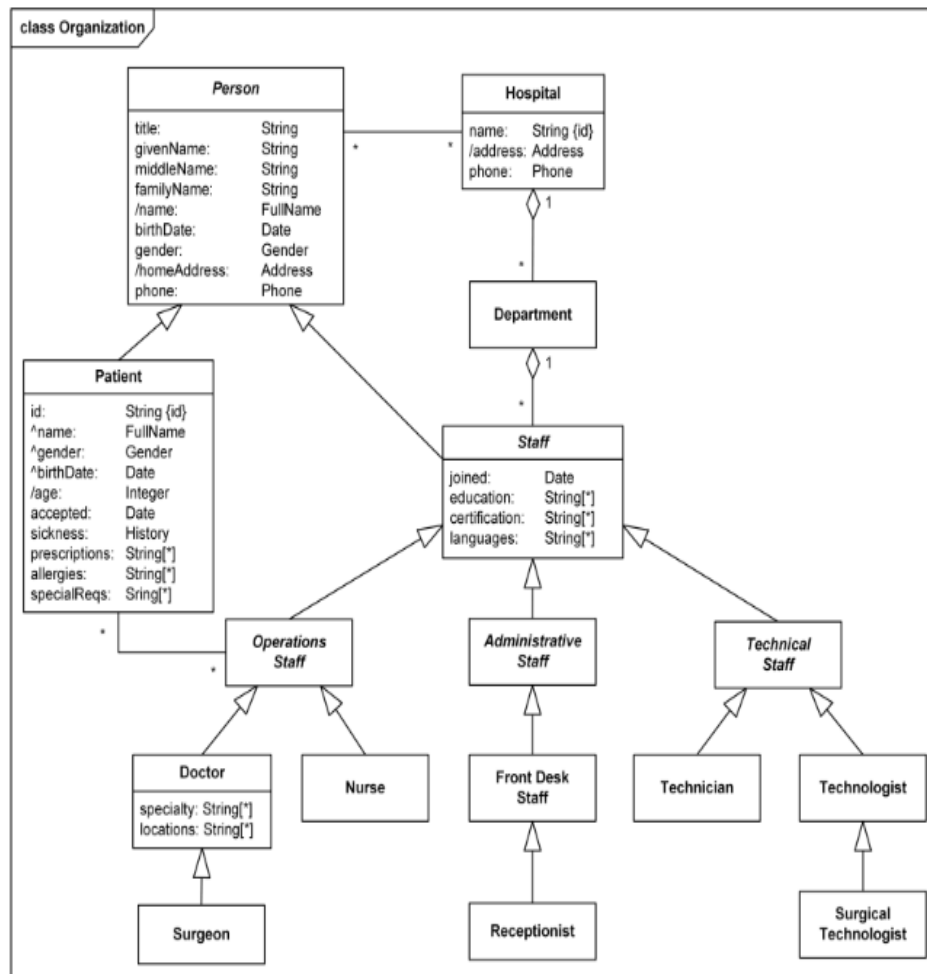 class Organization
Person
title: String
givenName: String
middleName: String
familyName: String
/name: FullName
birthDate: Date
gender: Gender
/homeAddress: Address
phone: Phone
Hospital
name: String {id}
/address: Address
phone: Phone
*
*
1
*
Department
1
*
Patient
id: String {id}
^name: FullName
^gender: Gender
^birthDate: Date
/age: Integer
accepted: Date
sickness: History
prescriptions: String[*]
allergies: String[*]
specialReqs: Sring[*]
Staff
joined: Date
education: String[*]
certification: String[*]
languages: String[*]
*
*
Operations
Staff
Administrative
Staff
Technical
Staff
Doctor
specialty: String[*]
locations: String[*]
Nurse
Front Desk
Staff
Technician
Technologist
Surgeon
Receptionist
Surgical
Technologist